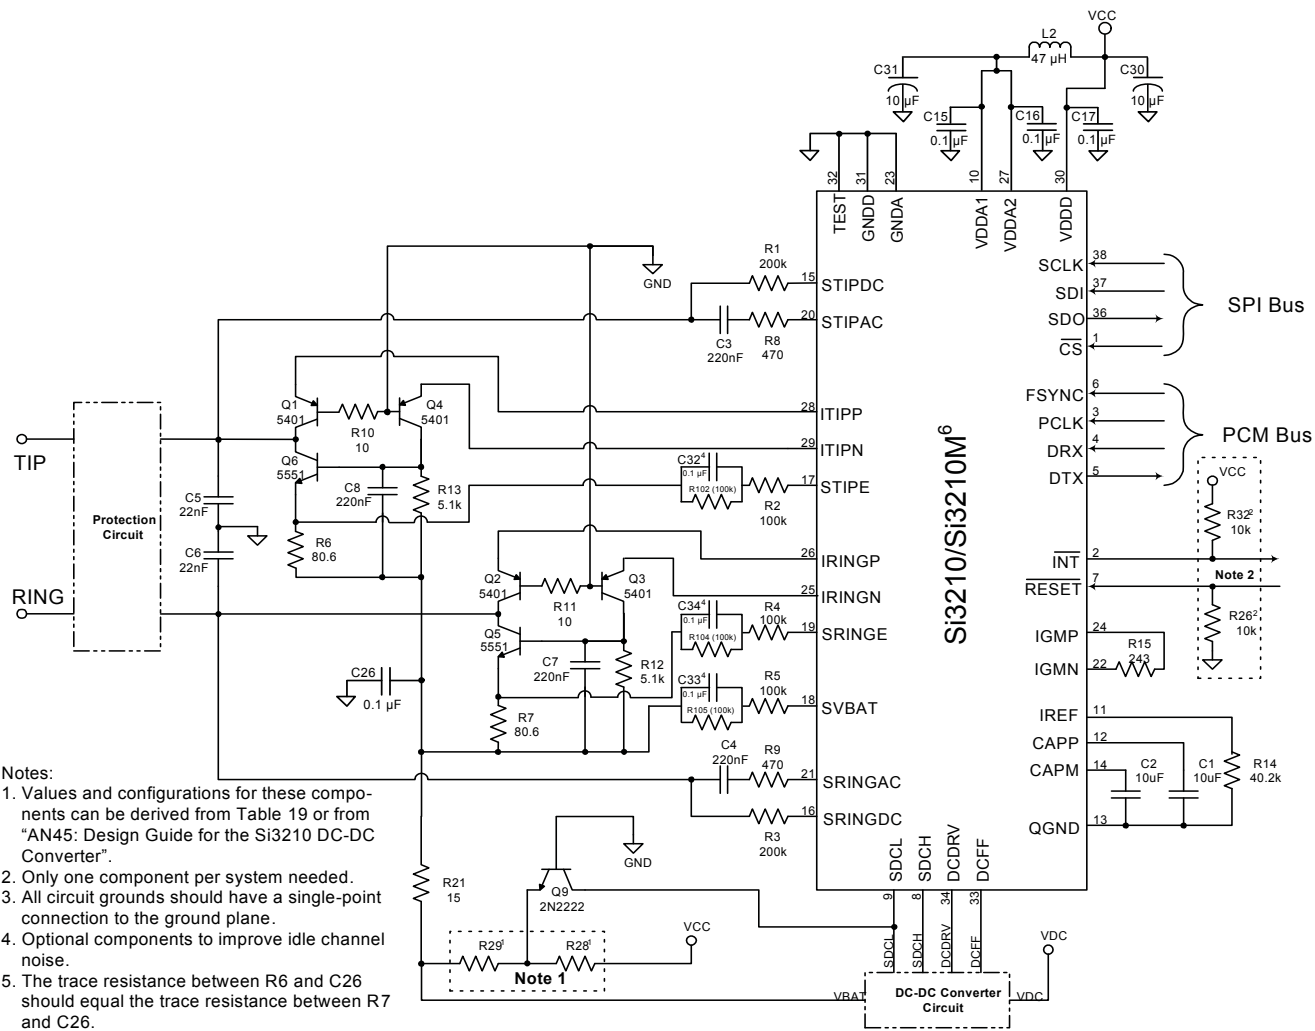 VCC
L2
47 µH
C31
10 µF
C30
10 µF
C15
0.1 µF
C16
0.1 µF
C17
0.1 µF
32
31
23
10
27
30
TEST
GNDD
GNDA
VDDA1
VDDA2
VDDD
GND
R1
200k
15
STIPDC
20
STIPAC
C3
220nF
R8
470
SCLK
38
SDI
37
SDO
36
CS
1
SPI Bus
FSYNC
6
PCLK
3
DRX
4
DTX
5
PCM Bus
Q1
5401
R10
10
Q4
5401
28
ITIPP
29
ITIPN
Q6
5551
C8
220nF
R13
5.1k
C32⁴
0.1 µF
R102 (100k)
R2
100k
17
STIPE
TIP
Protection
Circuit
RING
C5
22nF
C6
22nF
R6
80.6
Si3210/Si3210M⁶
VCC
R32²
10k
INT
2
Note 2
RESET
7
R26²
10k
26
IRINGP
Q2
5401
R11
10
Q3
5401
25
IRINGN
C34⁴
0.1 µF
R104 (100k)
R4
100k
19
SRINGE
Q5
5551
C7
220nF
R12
5.1k
IGMP
24
R15
243
IGMN
22
C26
0.1 µF
C33⁴
0.1 µF
R105 (100k)
R5
100k
18
SVBAT
R7
80.6
IREF
11
CAPP
12
CAPM
14
C2
10uF
C1
10uF
R14
40.2k
QGND
13
C4
220nF
R9
470
21
SRINGAC
16
SRINGDC
R3
200k
SDCL
SDCH
DCDRV
DCFF
9
8
34
33
SDCL
SDCH
DCDRV
DCFF
GND
Q9
2N2222
R21
15
R29¹
R28¹
Note 1
VCC
VBAT
DC-DC Converter
Circuit
VDC
VDC
Notes:
1. Values and configurations for these compo-
nents can be derived from Table 19 or from
“AN45: Design Guide for the Si3210 DC-DC
Converter”.
2. Only one component per system needed.
3. All circuit grounds should have a single-point
connection to the ground plane.
4. Optional components to improve idle channel
noise.
5. The trace resistance between R6 and C26
should equal the trace resistance between R7
and C26.